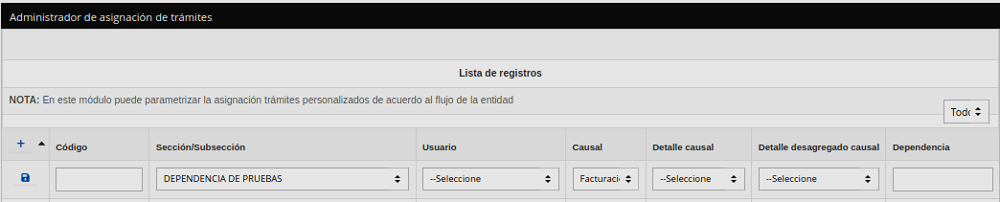 Administrador de asignación de trámites
Lista de registros
NOTA: En este módulo puede parametrizar la asignación trámites personalizados de acuerdo al flujo de la entidad
Todo
+ Código Sección/Subsección Usuario Causal Detalle causal Detalle desagregado causal Dependencia
DEPENDENCIA DE PRUEBAS --Seleccione Facturaci --Seleccione --Seleccione